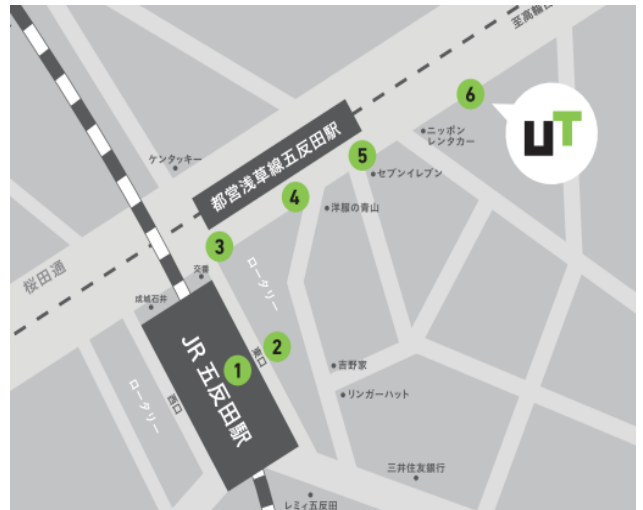 至高輪台
6
UT
ニッポン
レンタカー
5
セブンイレブン
都営浅草線五反田駅
ケンタッキー
4
洋服の青山
3
桜田通
交番
ロータリー
成城石井
2
東口
1
JR 五反田駅
吉野家
リンガーハット
西口
ロータリー
三井住友銀行
レミィ五反田